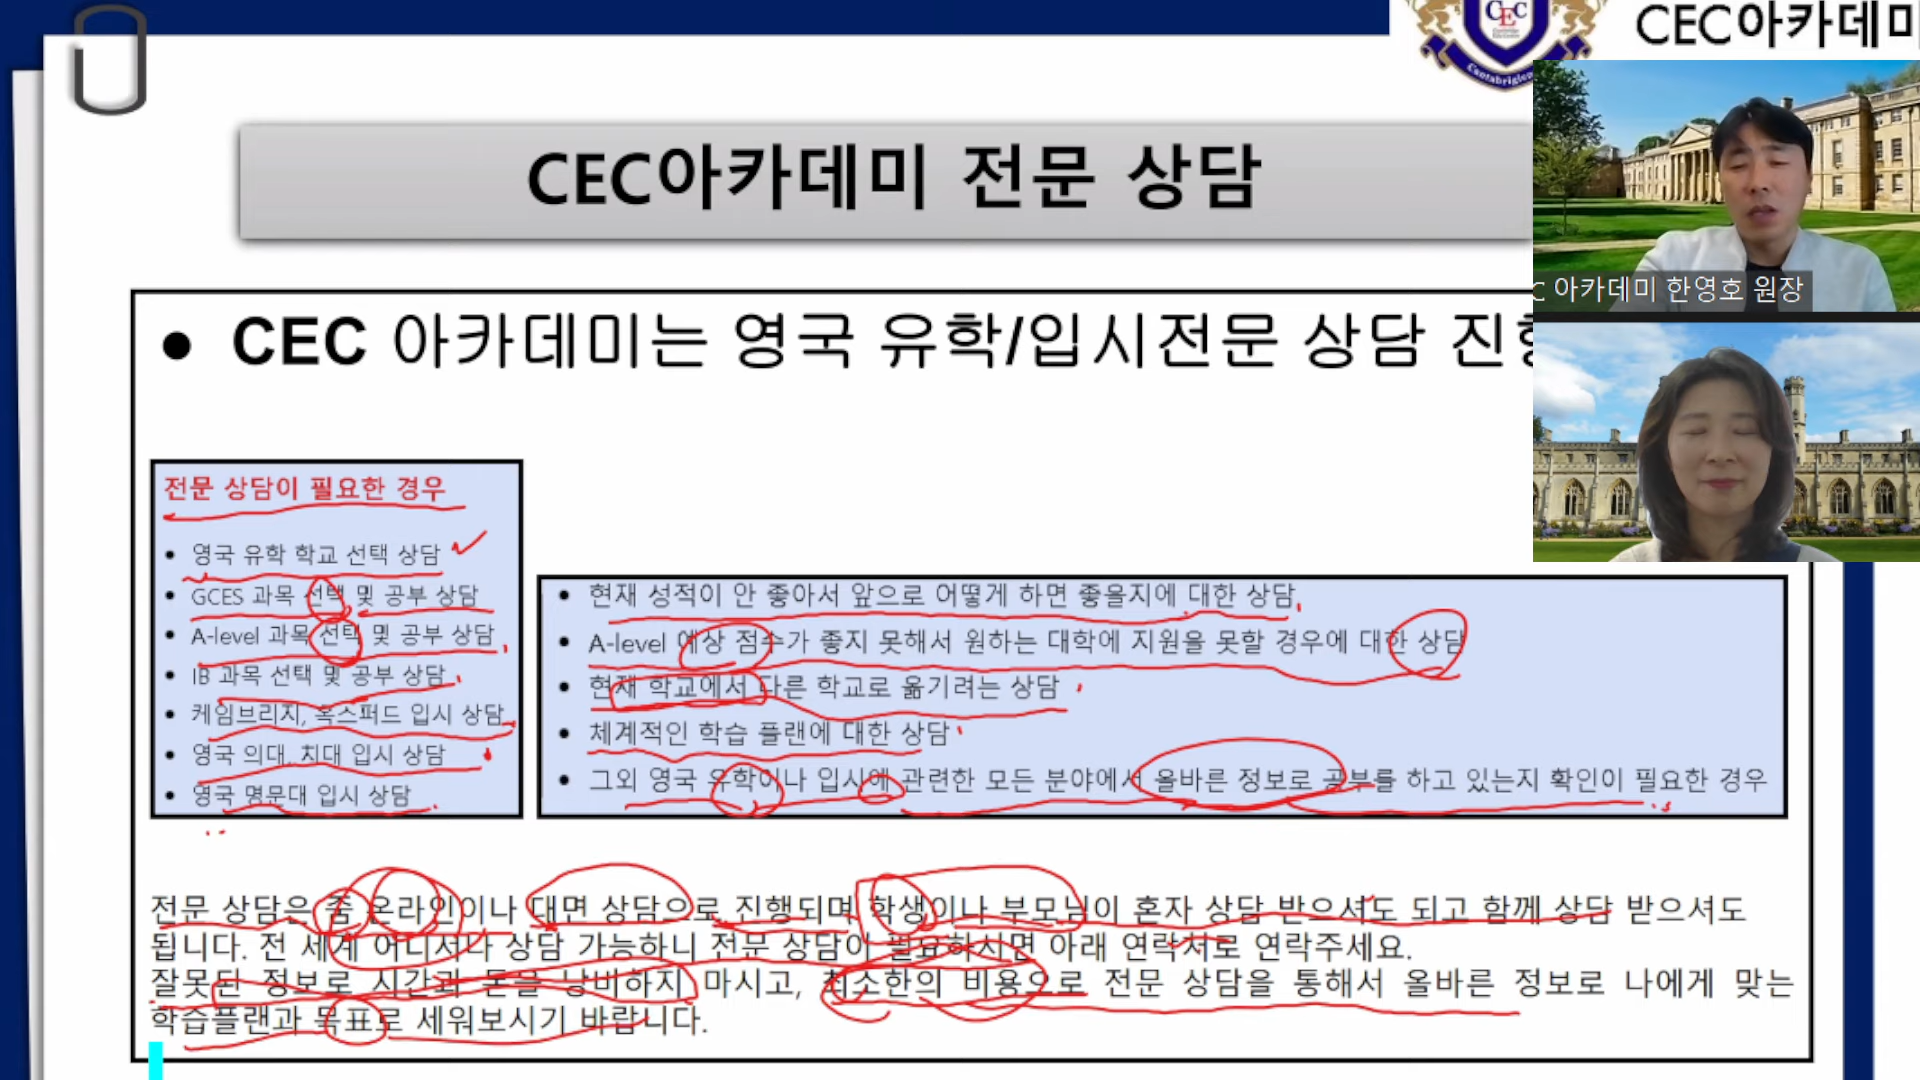 CEC
CEC아카데미
CEC아카데미 전문 상담
아카데미 한영호 원장
● CEC 아카데미는 영국 유학/입시전문 상담
전문 상담이 필요한 경우
• 영국 유학 학교 선택 상담
• GCES 과목 선택 및 공부 상담
• A-level 과목 선택 및 공부 상담
• IB 과목 선택 및 공부 상담
• 케임브리지, 옥스퍼드 입시 상담
• 영국 의대, 치대 입시 상담
• 영국 명문대 입시 상담
• 현재 성적이 안 좋아서 앞으로 어떻게 하면 좋을지에 대한 상담
• A-level 예상 점수가 좋지 못해서 원하는 대학에 지원을 못할 경우에 대한 상담
• 현재 학교에서 다른 학교로 옮기려는 상담
• 체계적인 학습 플랜에 대한 상담
• 그외 영국 유학이나 입시에 관련한 모든 분야에서 올바른 정보로 공부를 하고 있는지 확인이 필요한 경우
전문 상담은 줌 온라인이나 대면 상담으로 진행되며 학생이나 부모님이 혼자 상담 받으셔도 되고 함께 상담 받으셔도
됩니다. 전 세계 어디서나 상담 가능하니 전문 상담이 필요하시면 아래 연락처로 연락주세요.
잘못된 정보로 시간과 돈을 낭비하지 마시고, 최소한의 비용으로 전문 상담을 통해서 올바른 정보로 나에게 맞는
학습플랜과 목표로 세워보시기 바랍니다.